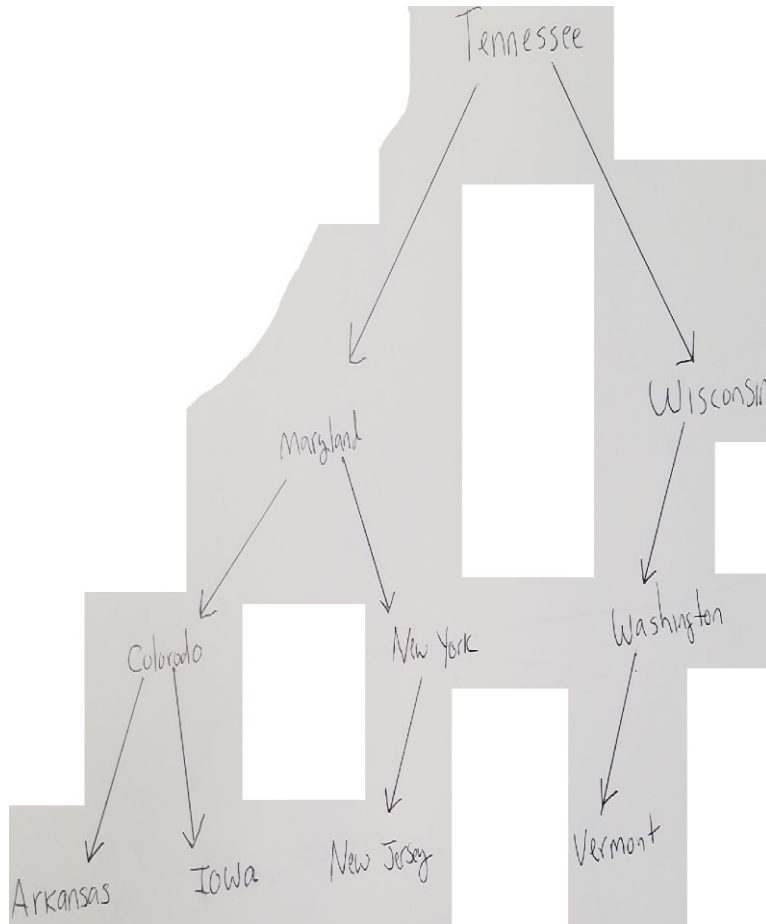 Tennessee
Wisconsin
Maryland
Washington
Colorado
New York
Vermont
New Jersey
Iowa
Arkansas